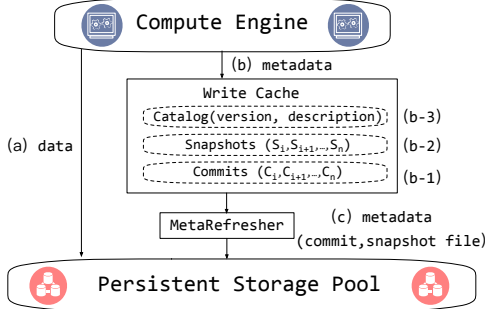 Compute Engine
(b) metadata
Write Cache
Catalog(version, description)
(b-3)
(a) data
Snapshots (Si,Si+1,…,Sn)
(b-2)
Commits (Ci,Ci+1,…,Cn)
(b-1)
MetaRefresher
(c) metadata
(commit,snapshot file)
Persistent Storage Pool